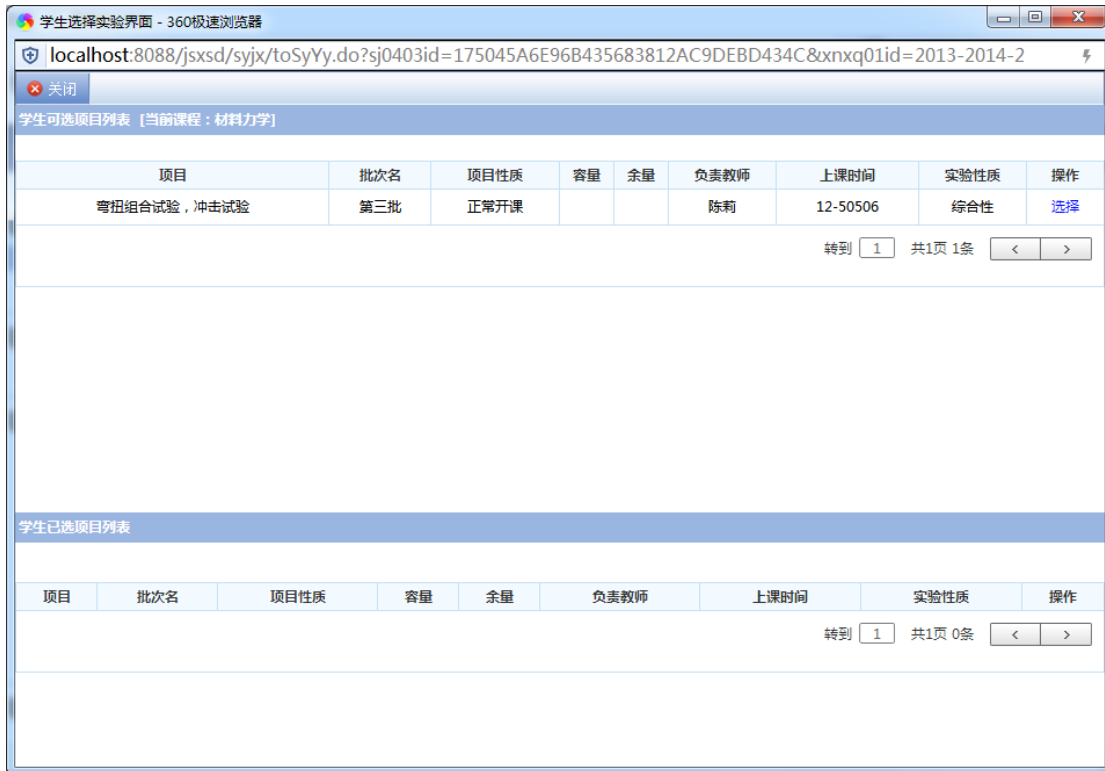 学生选择实验界面 - 360极速浏览器
localhost:8088/jsxsd/syjx/toSyYy.do?sj0403id=175045A6E96B435683812AC9DEBD434C&xnxq01id=2013-2014-2
关闭
学生可选项目列表 [当前课程：材料力学]
项目 批次名 项目性质 容量 余量 负责教师 上课时间 实验性质 操作
弯扭组合试验，冲击试验 第三批 正常开课 陈莉 12-50506 综合性 选择
转到 1 共1页 1条 < >
学生已选项目列表
项目 批次名 项目性质 容量 余量 负责教师 上课时间 实验性质 操作
转到 1 共1页 0条 < >